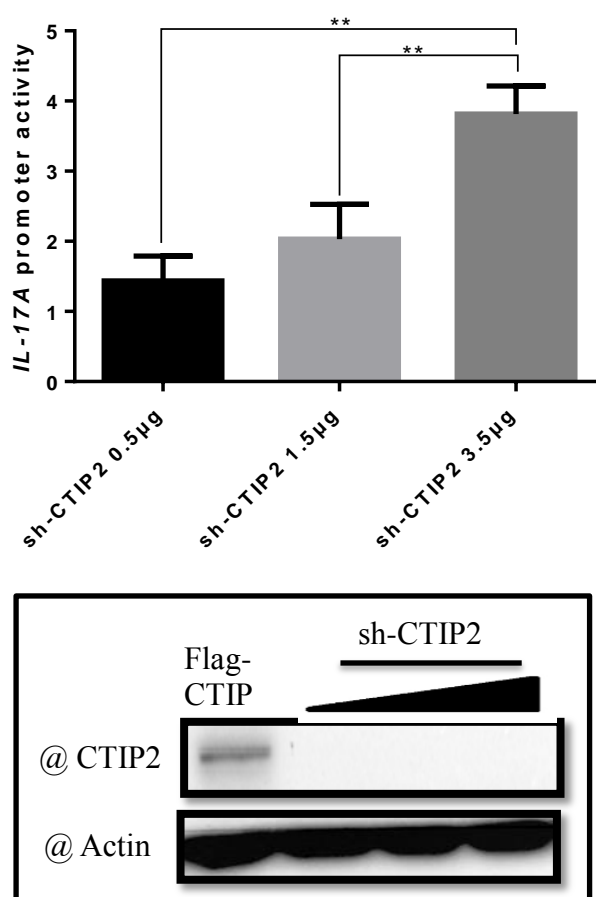 5
4
3
2
1
0
IL-17A promoter activity
**
**
sh-CTIP2 0.5µg
sh-CTIP2 1.5µg
sh-CTIP2 3.5µg
sh-CTIP2
Flag-
CTIP
@ CTIP2
@ Actin